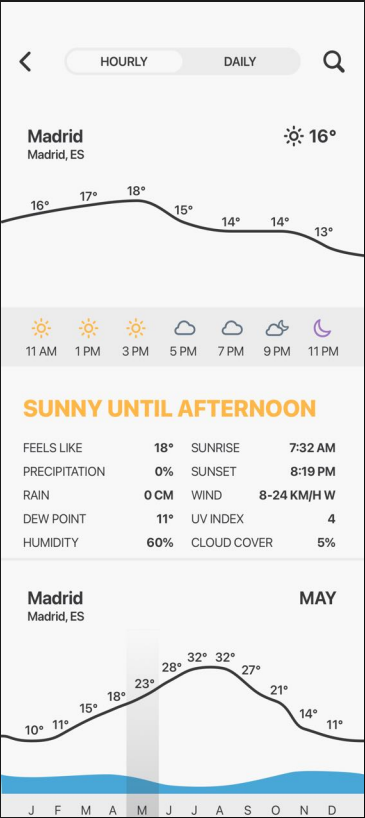 HOURLY DAILY
Madrid 16°
Madrid, ES
16° 17° 18° 15° 14° 14° 13°
11 AM 1 PM 3 PM 5 PM 7 PM 9 PM 11 PM
SUNNY UNTIL AFTERNOON
FEELS LIKE 18° SUNRISE 7:32 AM
PRECIPITATION 0% SUNSET 8:19 PM
RAIN 0 CM WIND 8-24 KM/H W
DEW POINT 11° UV INDEX 4
HUMIDITY 60% CLOUD COVER 5%
Madrid MAY
Madrid, ES
10° 11° 15° 18° 23° 28° 32° 32° 27° 21° 14° 11°
J F M A M J J A S O N D